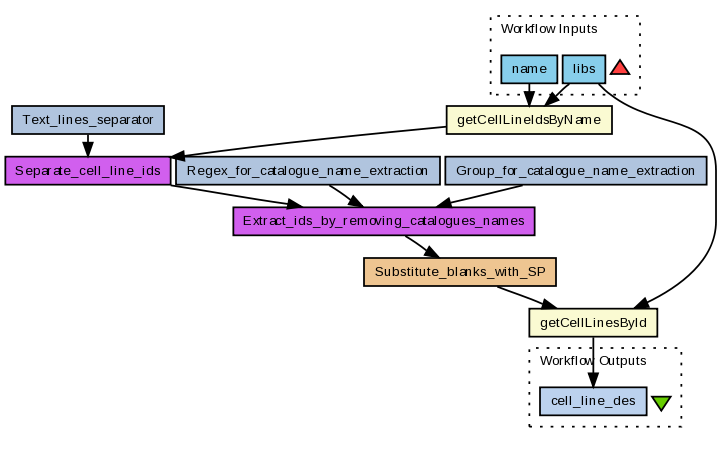 Workflow Inputs
name
libs
Text_lines_separator
getCellLineIdsByName
Separate_cell_line_ids
Regex_for_catalogue_name_extraction
Group_for_catalogue_name_extraction
Extract_ids_by_removing_catalogues_names
Substitute_blanks_with_SP
getCellLinesById
Workflow Outputs
cell_line_des